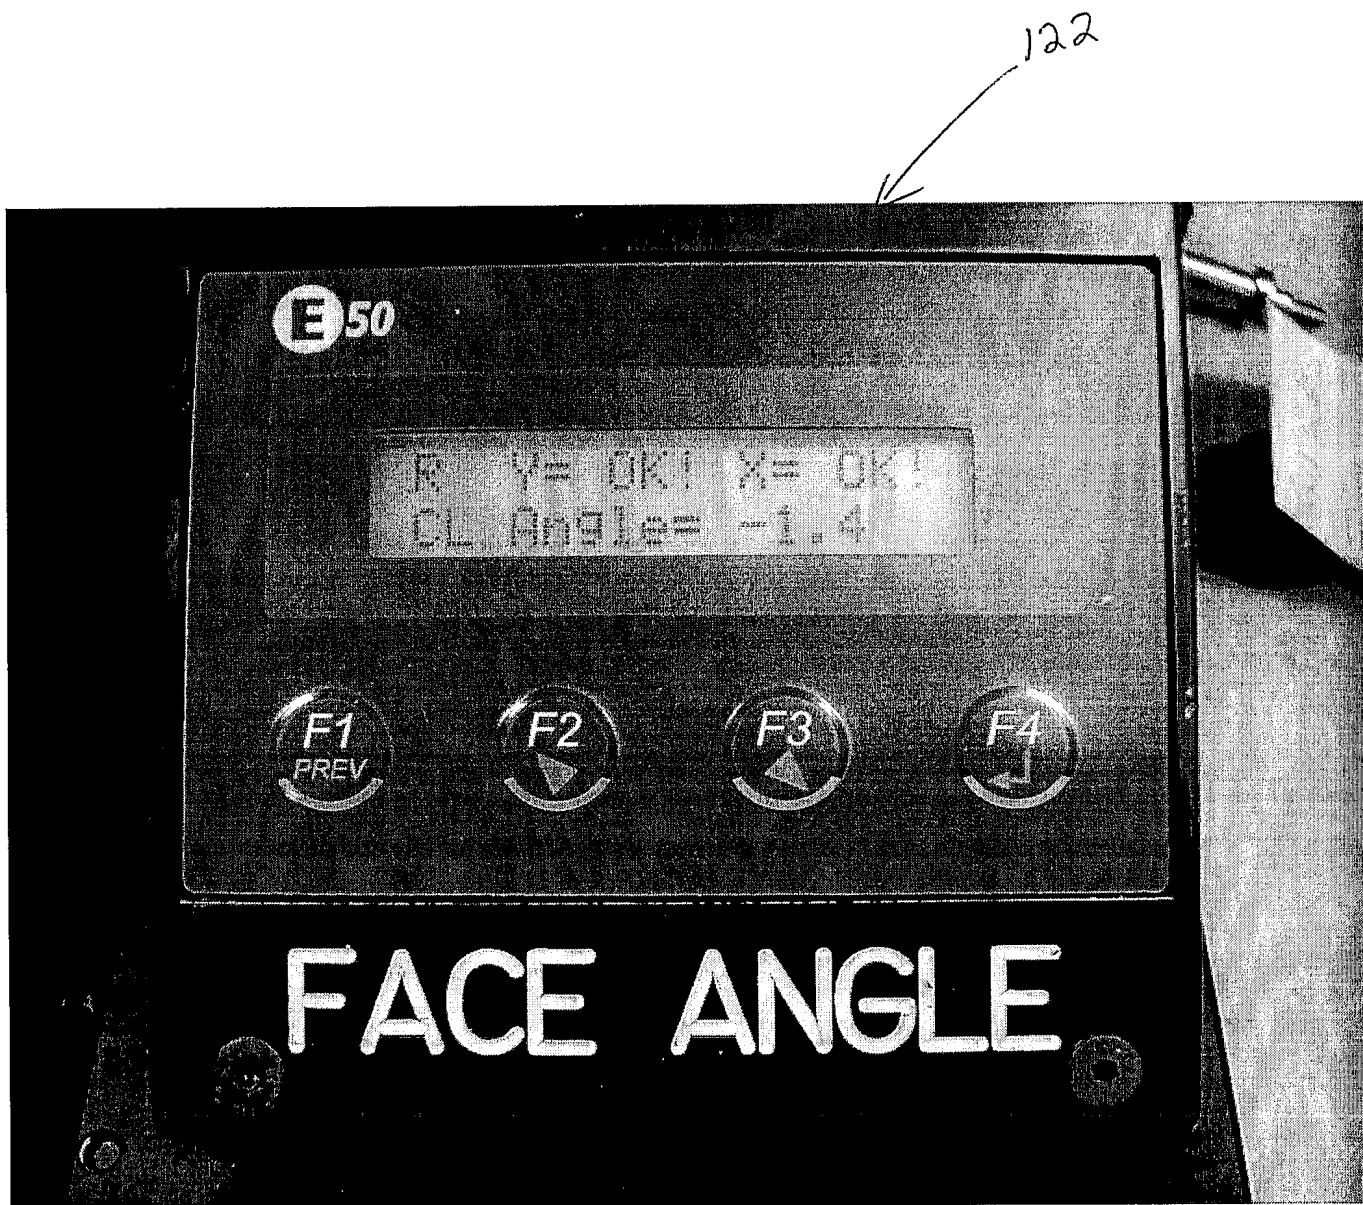 122
E50
R Y= OK! X= OK!
CL Angle= -1.4
F1 F2 F3 F4
PREV
FACE ANGLE